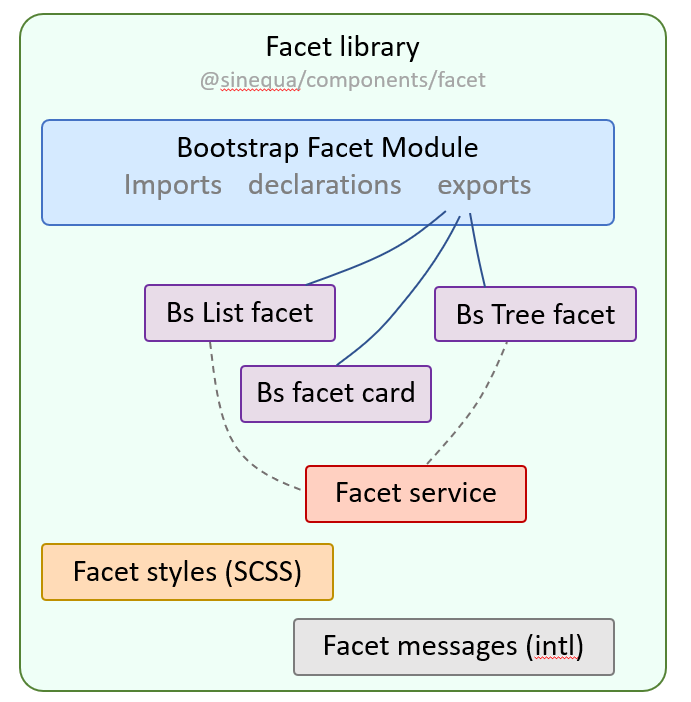 Facet library
@sinequa/components/facet
Bootstrap Facet Module
Imports declarations exports
Bs List facet
Bs Tree facet
Bs facet card
Facet service
Facet styles (SCSS)
Facet messages (intl)